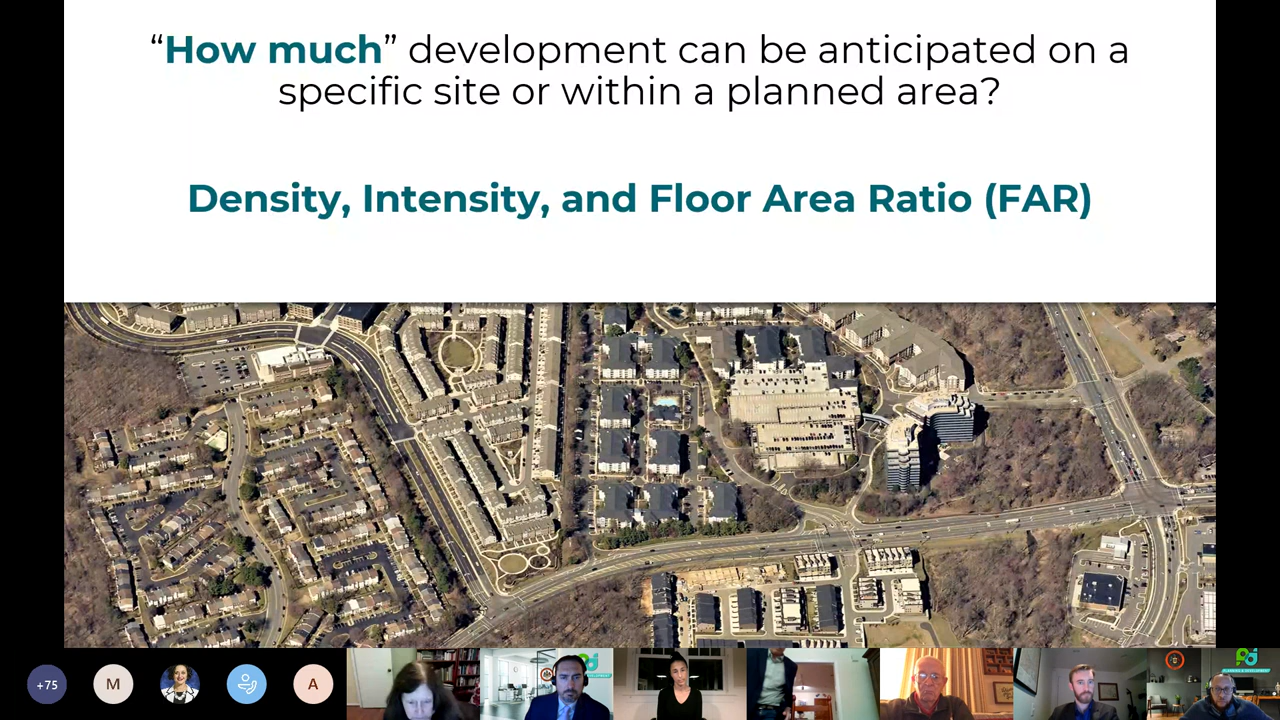 “How much” development can be anticipated on a
specific site or within a planned area?
Density, Intensity, and Floor Area Ratio (FAR)
+75
M
A